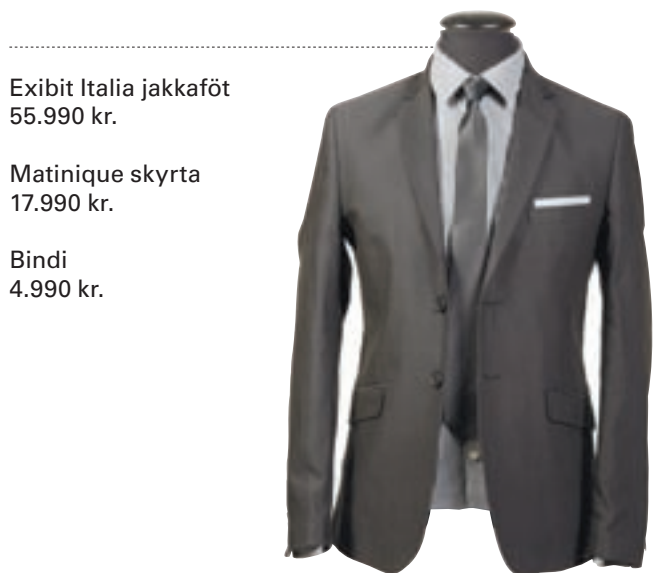 Exibit Italia jakkaföt
55.990 kr.
Matinique skyrta
17.990 kr.
Bindi
4.990 kr.